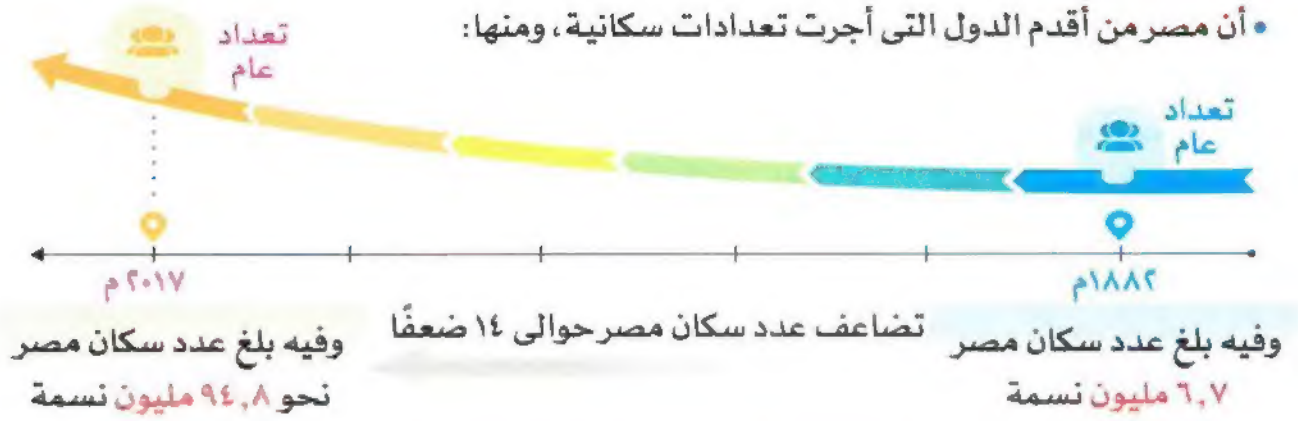 • أن مصر من أقدم الدول التى أجرت تعدادات سكانية، ومنها:
تعداد
عام
تعداد
عام
١٨٨٢م
٢٠١٧م
وفيه بلغ عدد سكان مصر
٦,٧ مليون نسمة
تضاعف عدد سكان مصر حوالى ١٤ ضعفًا
وفيه بلغ عدد سكان مصر
نحو ٩٤,٨ مليون نسمة